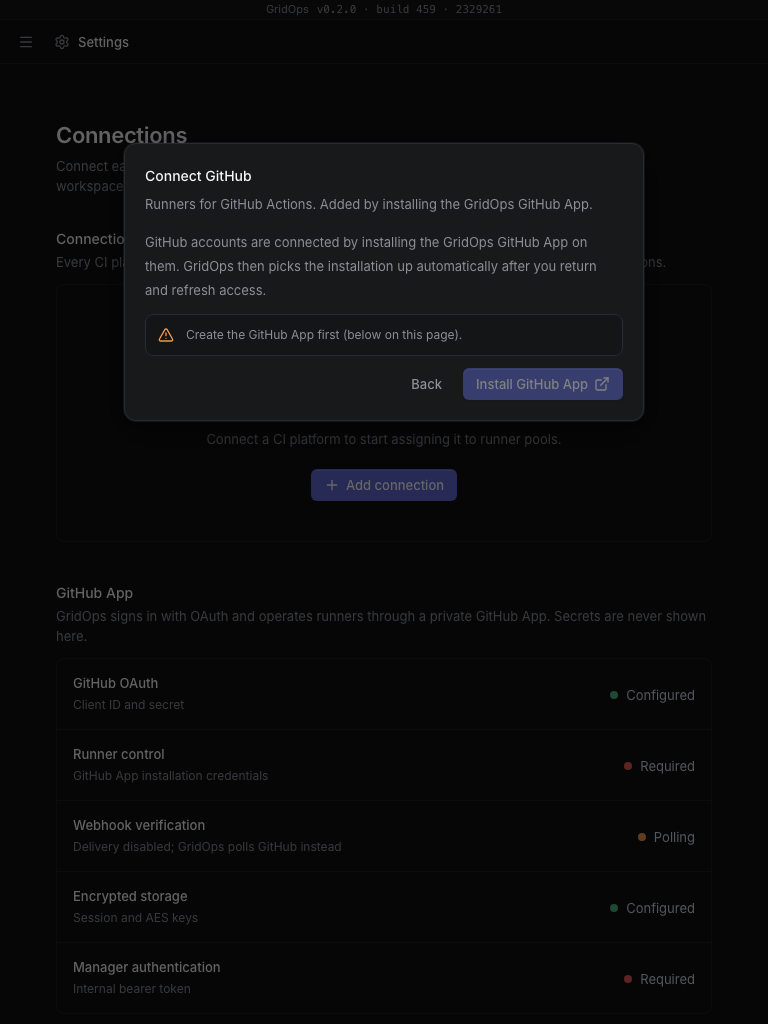 GridOps v0.2.0 · build 459 · 2329261
Settings
Connections
Connect ea
workspace
Connectio
Every CI pla
ons.
Connect GitHub
Runners for GitHub Actions. Added by installing the GridOps GitHub App.
GitHub accounts are connected by installing the GridOps GitHub App on
them. GridOps then picks the installation up automatically after you return
and refresh access.
Create the GitHub App first (below on this page).
Back
Install GitHub App
Connect a CI platform to start assigning it to runner pools.
Add connection
GitHub App
GridOps signs in with OAuth and operates runners through a private GitHub App. Secrets are never shown
here.
GitHub OAuth
Client ID and secret
Configured
Runner control
GitHub App installation credentials
Required
Webhook verification
Delivery disabled; GridOps polls GitHub instead
Polling
Encrypted storage
Session and AES keys
Configured
Manager authentication
Internal bearer token
Required